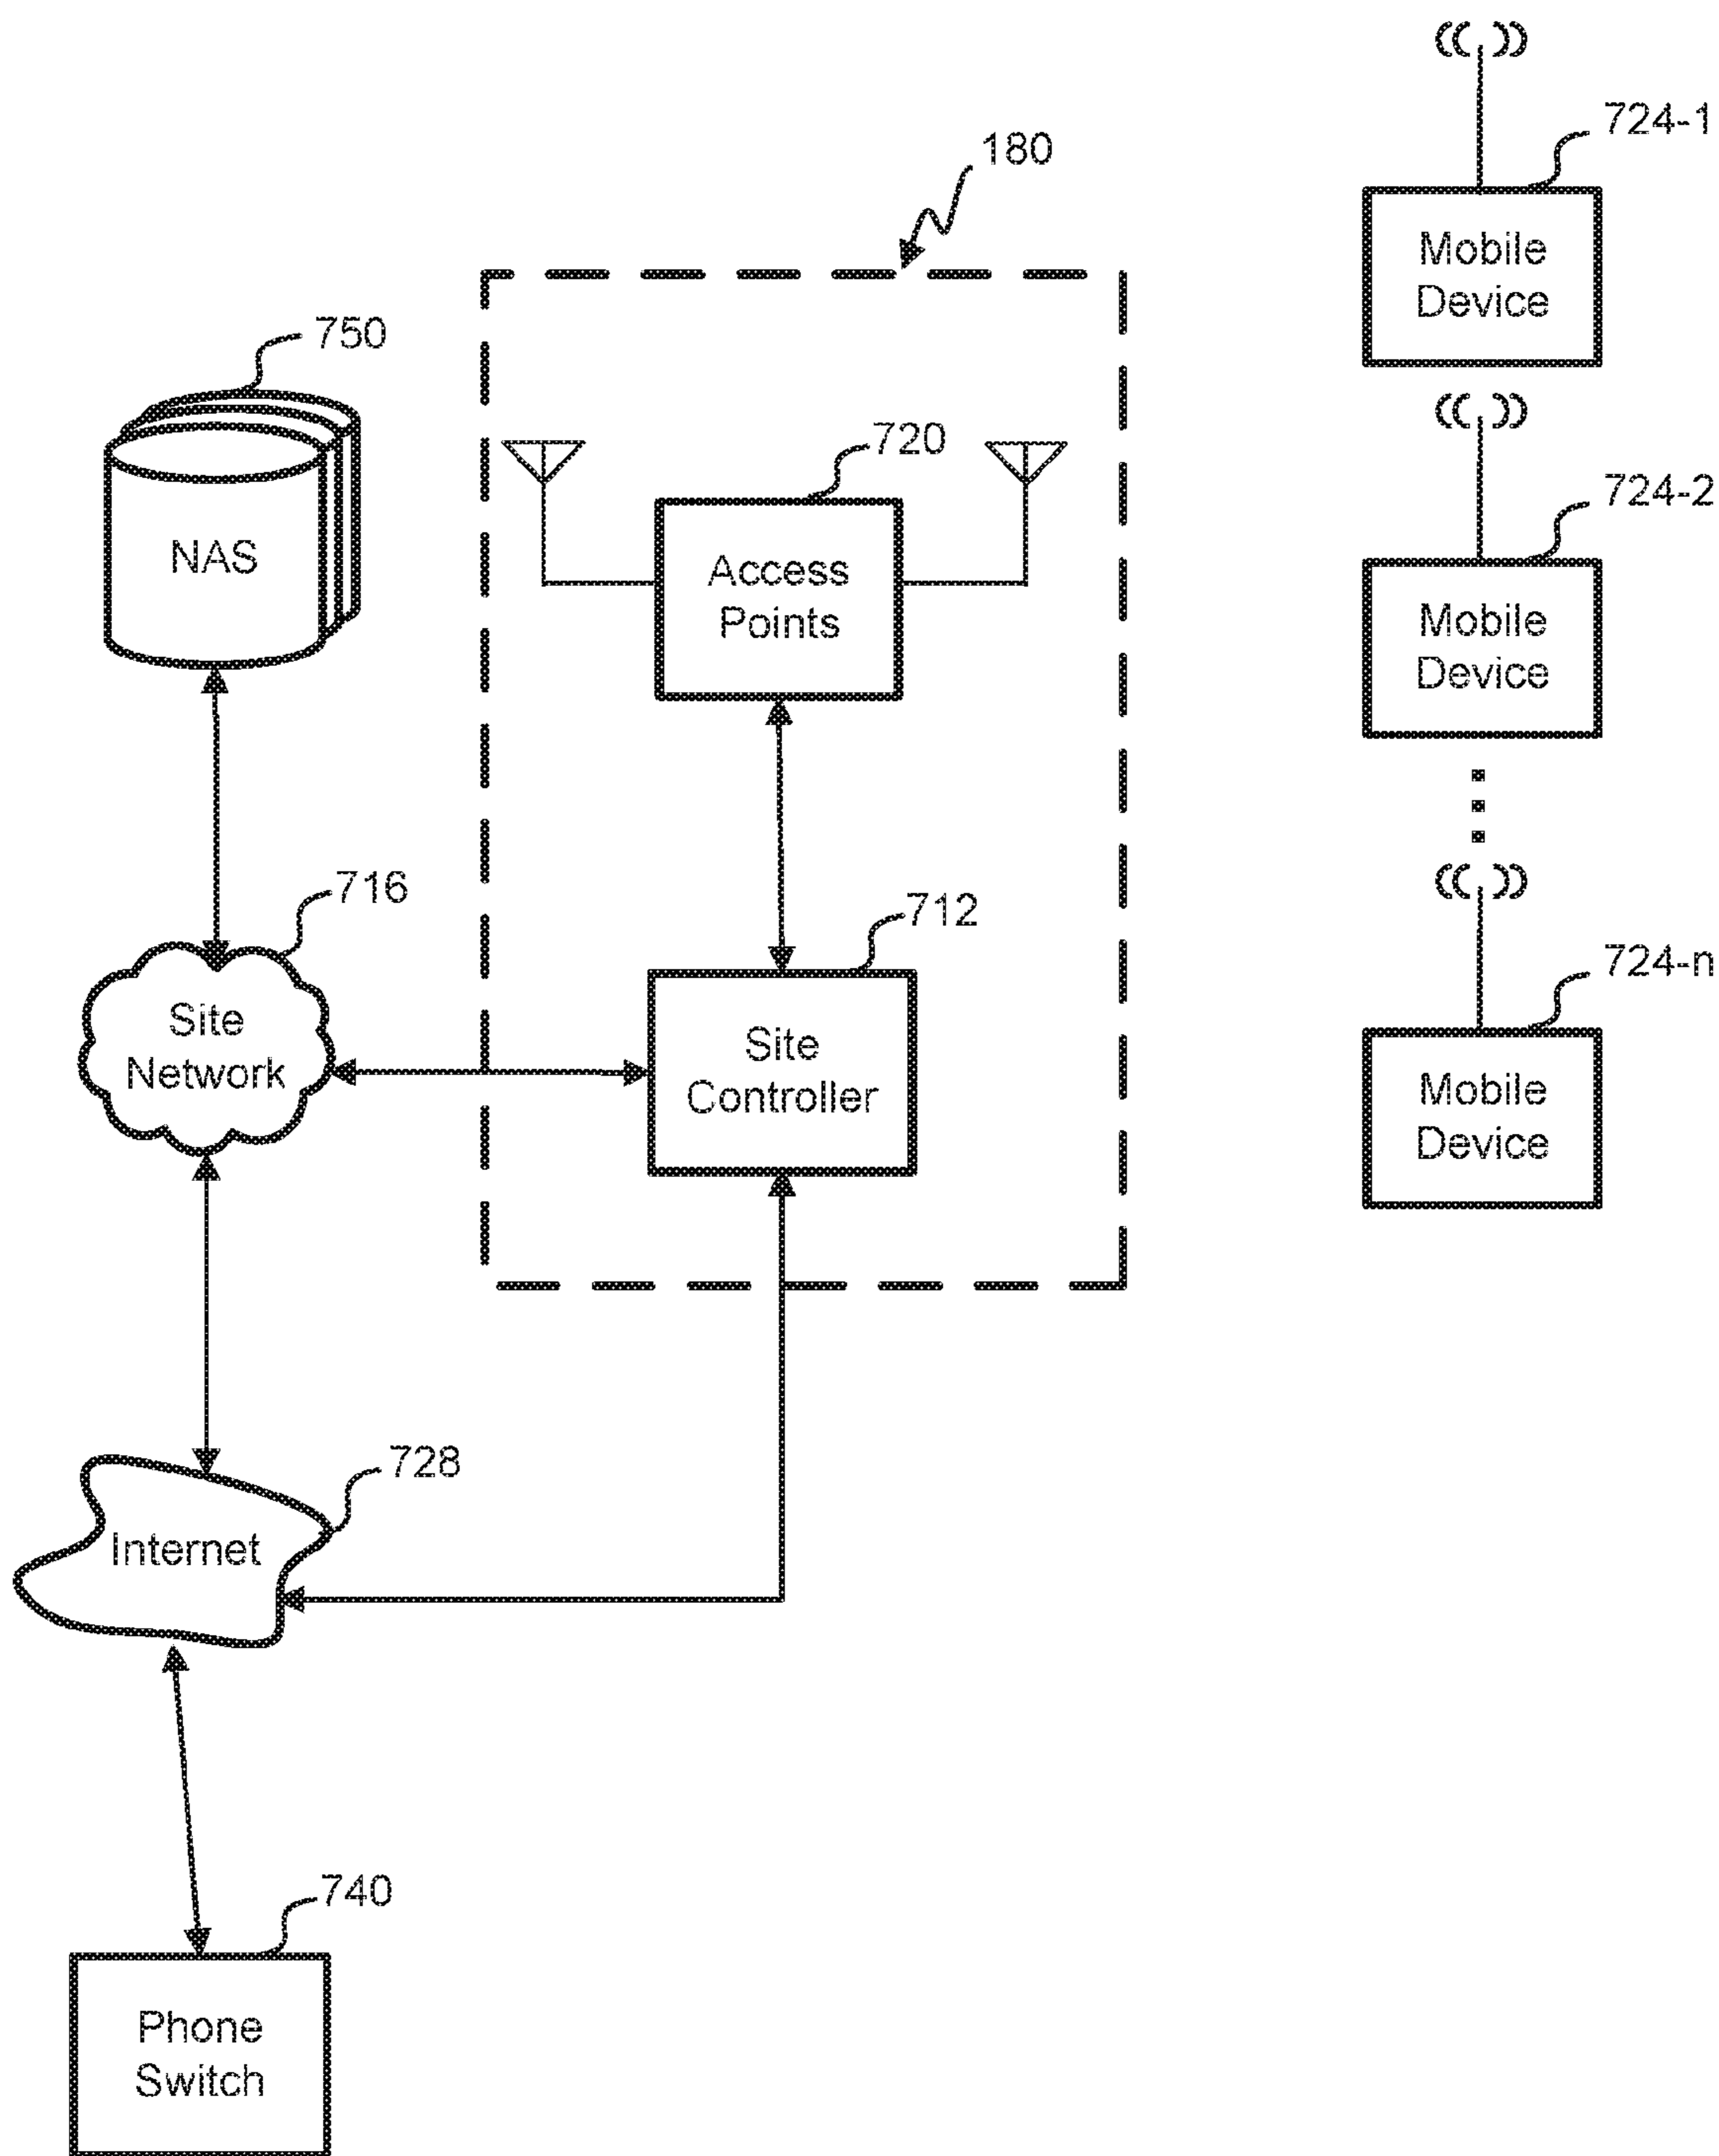 724-1
180
Mobile
Device
750
720
724-2
NAS
Access
Points
Mobile
Device
716
712
724-n
Site
Network
Site
Controller
Mobile
Device
728
Internet
740
Phone
Switch